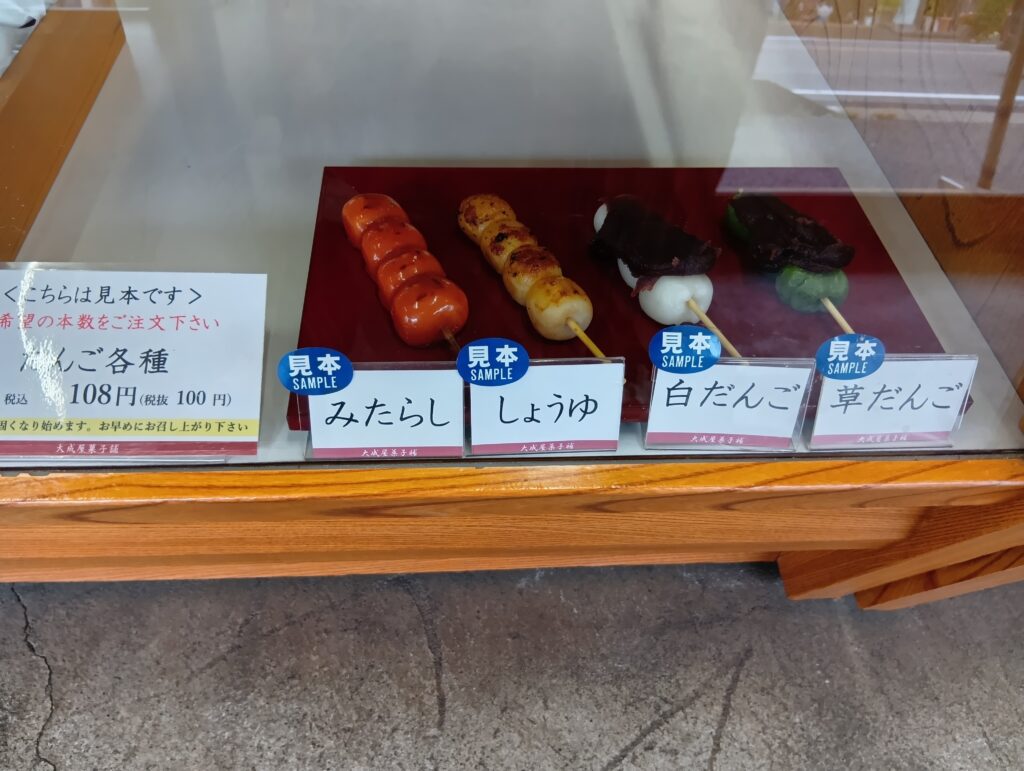 ＜こちらは見本です＞
希望の本数をご注文下さい
だんご各種
税込 108円(税抜 100 円)
固くなり始めます。お早めにお召し上がり下さい
大成屋菓子舗
見本
SAMPLE
みたらし
大成屋菓子舗
見本
SAMPLE
しょうゆ
大成屋菓子舗
見本
SAMPLE
白だんご
大成屋菓子舗
見本
SAMPLE
草だんご
大成屋菓子舗